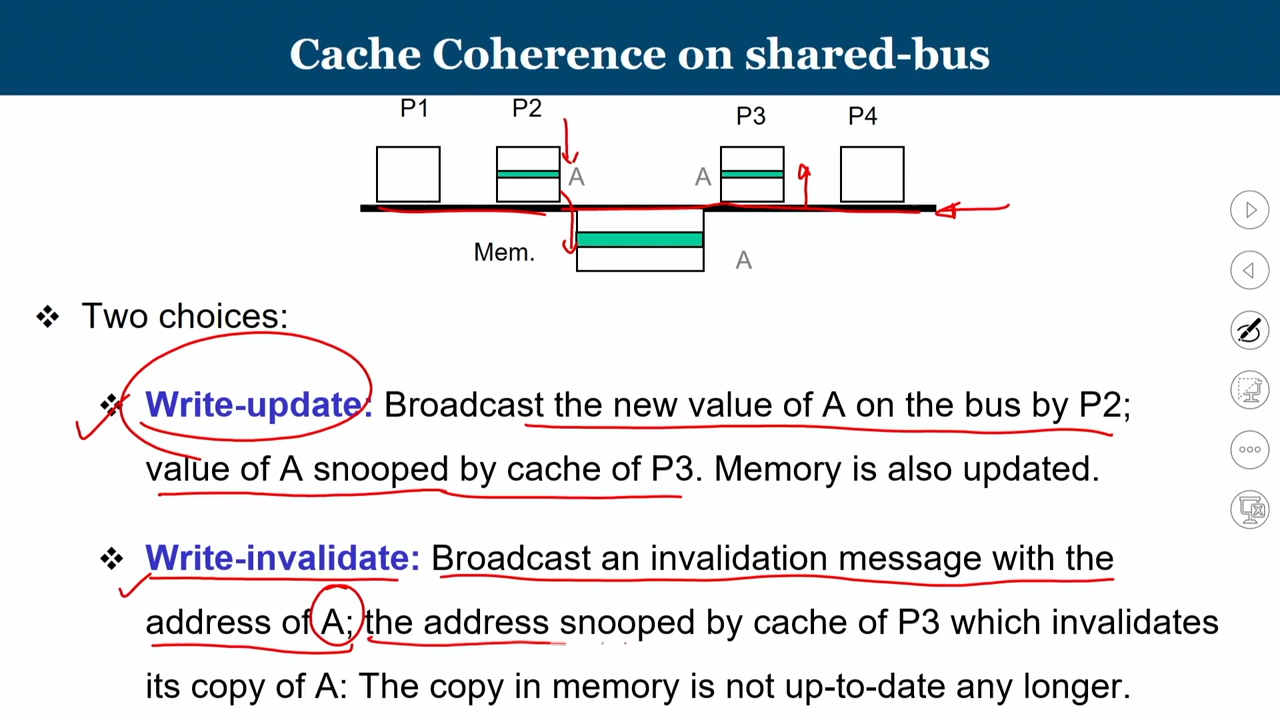 Cache Coherence on shared-bus
P1 P2 P3 P4
A A
Mem. A
❖ Two choices:
❖ Write-update: Broadcast the new value of A on the bus by P2;
value of A snooped by cache of P3. Memory is also updated.
❖ Write-invalidate: Broadcast an invalidation message with the
address of A; the address snooped by cache of P3 which invalidates
its copy of A: The copy in memory is not up-to-date any longer.